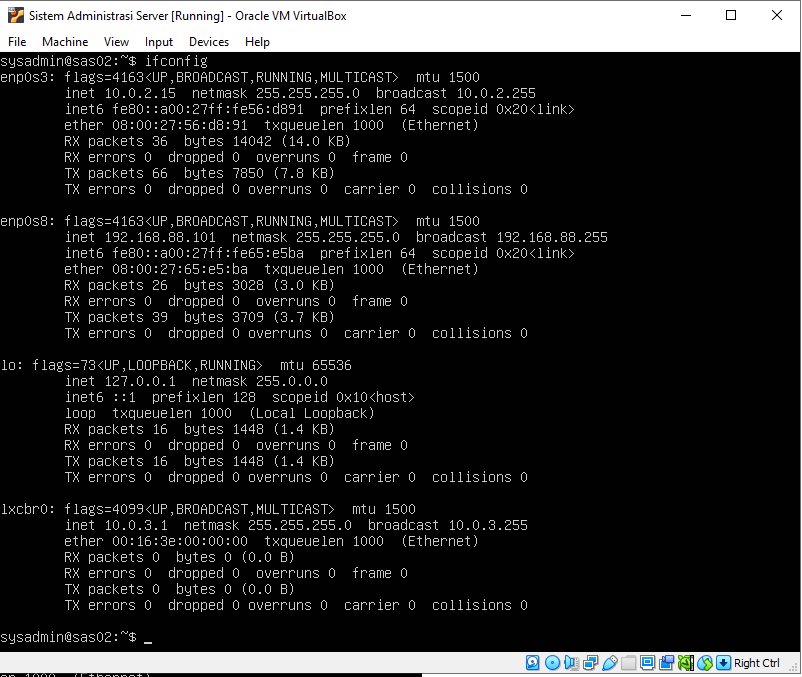 Sistem Administrasi Server [Running] - Oracle VM VirtualBox
File Machine View Input Devices Help
sysadmin@sas02:~$ ifconfig
enp0s3: flags=4163<UP,BROADCAST,RUNNING,MULTICAST>  mtu 1500
        inet 10.0.2.15  netmask 255.255.255.0  broadcast 10.0.2.255
        inet6 fe80::a00:27ff:fe56:d891  prefixlen 64  scopeid 0x20<link>
        ether 08:00:27:56:d8:91  txqueuelen 1000  (Ethernet)
        RX packets 36  bytes 14042 (14.0 KB)
        RX errors 0  dropped 0  overruns 0  frame 0
        TX packets 66  bytes 7850 (7.8 KB)
        TX errors 0  dropped 0 overruns 0  carrier 0  collisions 0
enp0s8: flags=4163<UP,BROADCAST,RUNNING,MULTICAST>  mtu 1500
        inet 192.168.88.101  netmask 255.255.255.0  broadcast 192.168.88.255
        inet6 fe80::a00:27ff:fe65:e5ba  prefixlen 64  scopeid 0x20<link>
        ether 08:00:27:65:e5:ba  txqueuelen 1000  (Ethernet)
        RX packets 26  bytes 3028 (3.0 KB)
        RX errors 0  dropped 0  overruns 0  frame 0
        TX packets 39  bytes 3709 (3.7 KB)
        TX errors 0  dropped 0 overruns 0  carrier 0  collisions 0
lo: flags=73<UP,LOOPBACK,RUNNING>  mtu 65536
        inet 127.0.0.1  netmask 255.0.0.0
        inet6 ::1  prefixlen 128  scopeid 0x10<host>
        loop  txqueuelen 1000  (Local Loopback)
        RX packets 16  bytes 1448 (1.4 KB)
        RX errors 0  dropped 0  overruns 0  frame 0
        TX packets 16  bytes 1448 (1.4 KB)
        TX errors 0  dropped 0 overruns 0  carrier 0  collisions 0
lxcbr0: flags=4099<UP,BROADCAST,MULTICAST>  mtu 1500
        inet 10.0.3.1  netmask 255.255.255.0  broadcast 10.0.3.255
        ether 00:16:3e:00:00:00  txqueuelen 1000  (Ethernet)
        RX packets 0  bytes 0 (0.0 B)
        RX errors 0  dropped 0  overruns 0  frame 0
        TX packets 0  bytes 0 (0.0 B)
        TX errors 0  dropped 0 overruns 0  carrier 0  collisions 0
sysadmin@sas02:~$ _
Right Ctrl